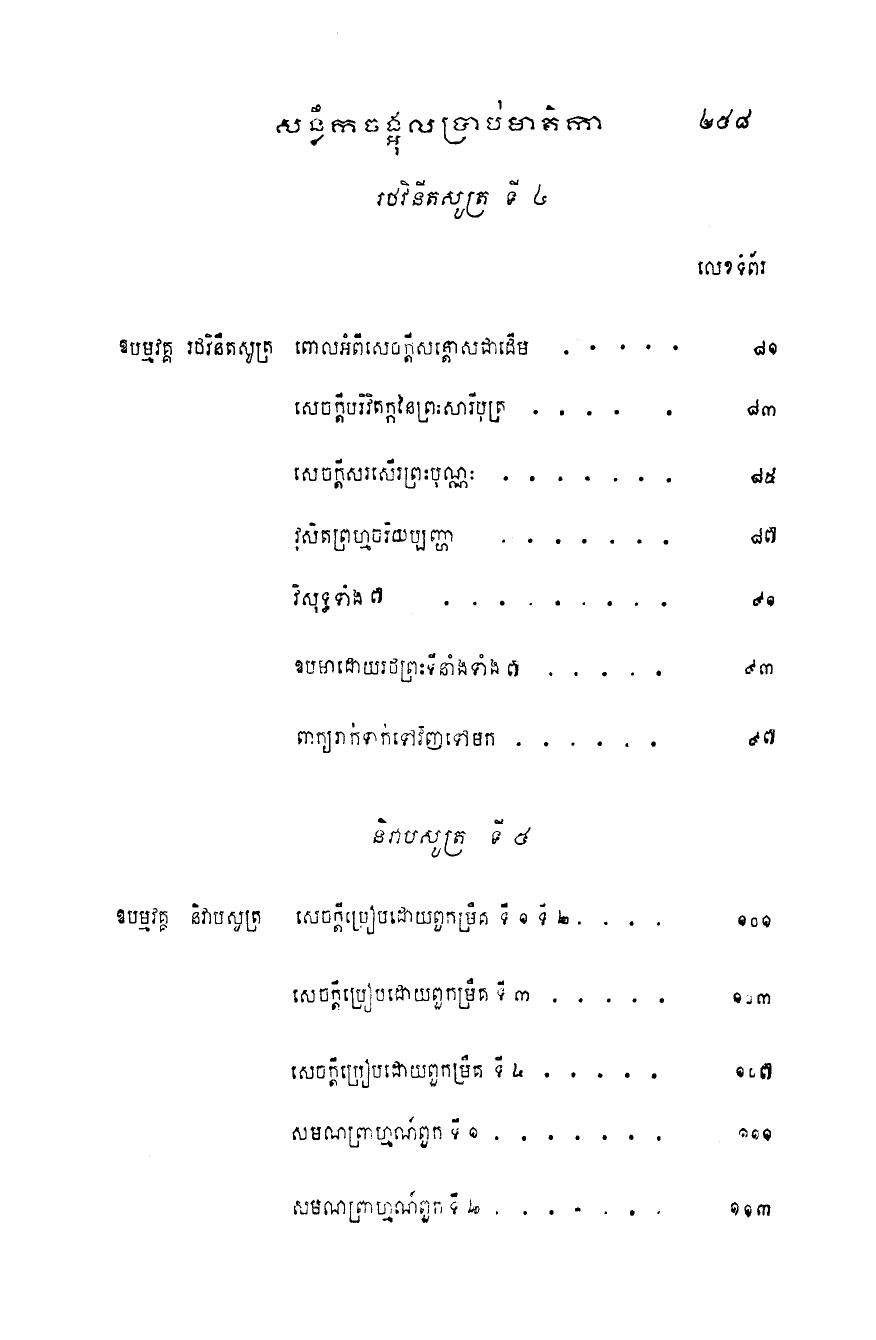 សន្លឹកចង្អុលប្រាប់មាតិកា ២៥៨
រថវិនីតសូត្រ ទី ៤
លេខទំព័រ
ឧបម្មវគ្គ រថវិនីតសូត្រ ពោលអំពីសេចក្តីសន្តោសជាដើម . . . . . ៨១
សេចក្តីបរិវិតក្កនៃព្រះសារីបុត្រ . . . . . ៨៣
សេចក្តីសរសើរព្រះបុណ្ណៈ . . . . . . . ៨៥
វុសិតព្រហ្មចរិយប្បញ្ហា . . . . . . . ៨៧
វិសុទ្ធទាំង ៧ . . . . . . . . . ៩១
ឧបមាដោយរថព្រះទីនាំងទាំង ៧ . . . . . ៩៣
ពាក្យរាក់ទាក់ទៅវិញទៅមក . . . . . . ៩៧
និវាបសូត្រ ទី ៥
ឧបម្មវគ្គ និវាបសូត្រ សេចក្តីប្រៀបដោយពួកម្រឹគ ទី ១ ទី ២ . . . . ១០១
សេចក្តីប្រៀបដោយពួកម្រឹគ ទី ៣ . . . . . ១០៣
សេចក្តីប្រៀបដោយពួកម្រឹគ ទី ៤ . . . . . ១០៧
សមណព្រាហ្មណ៍ពួក ទី ១ . . . . . . . ១១១
សមណព្រាហ្មណ៍ពួក ទី ២ . . . . . . . ១១៣